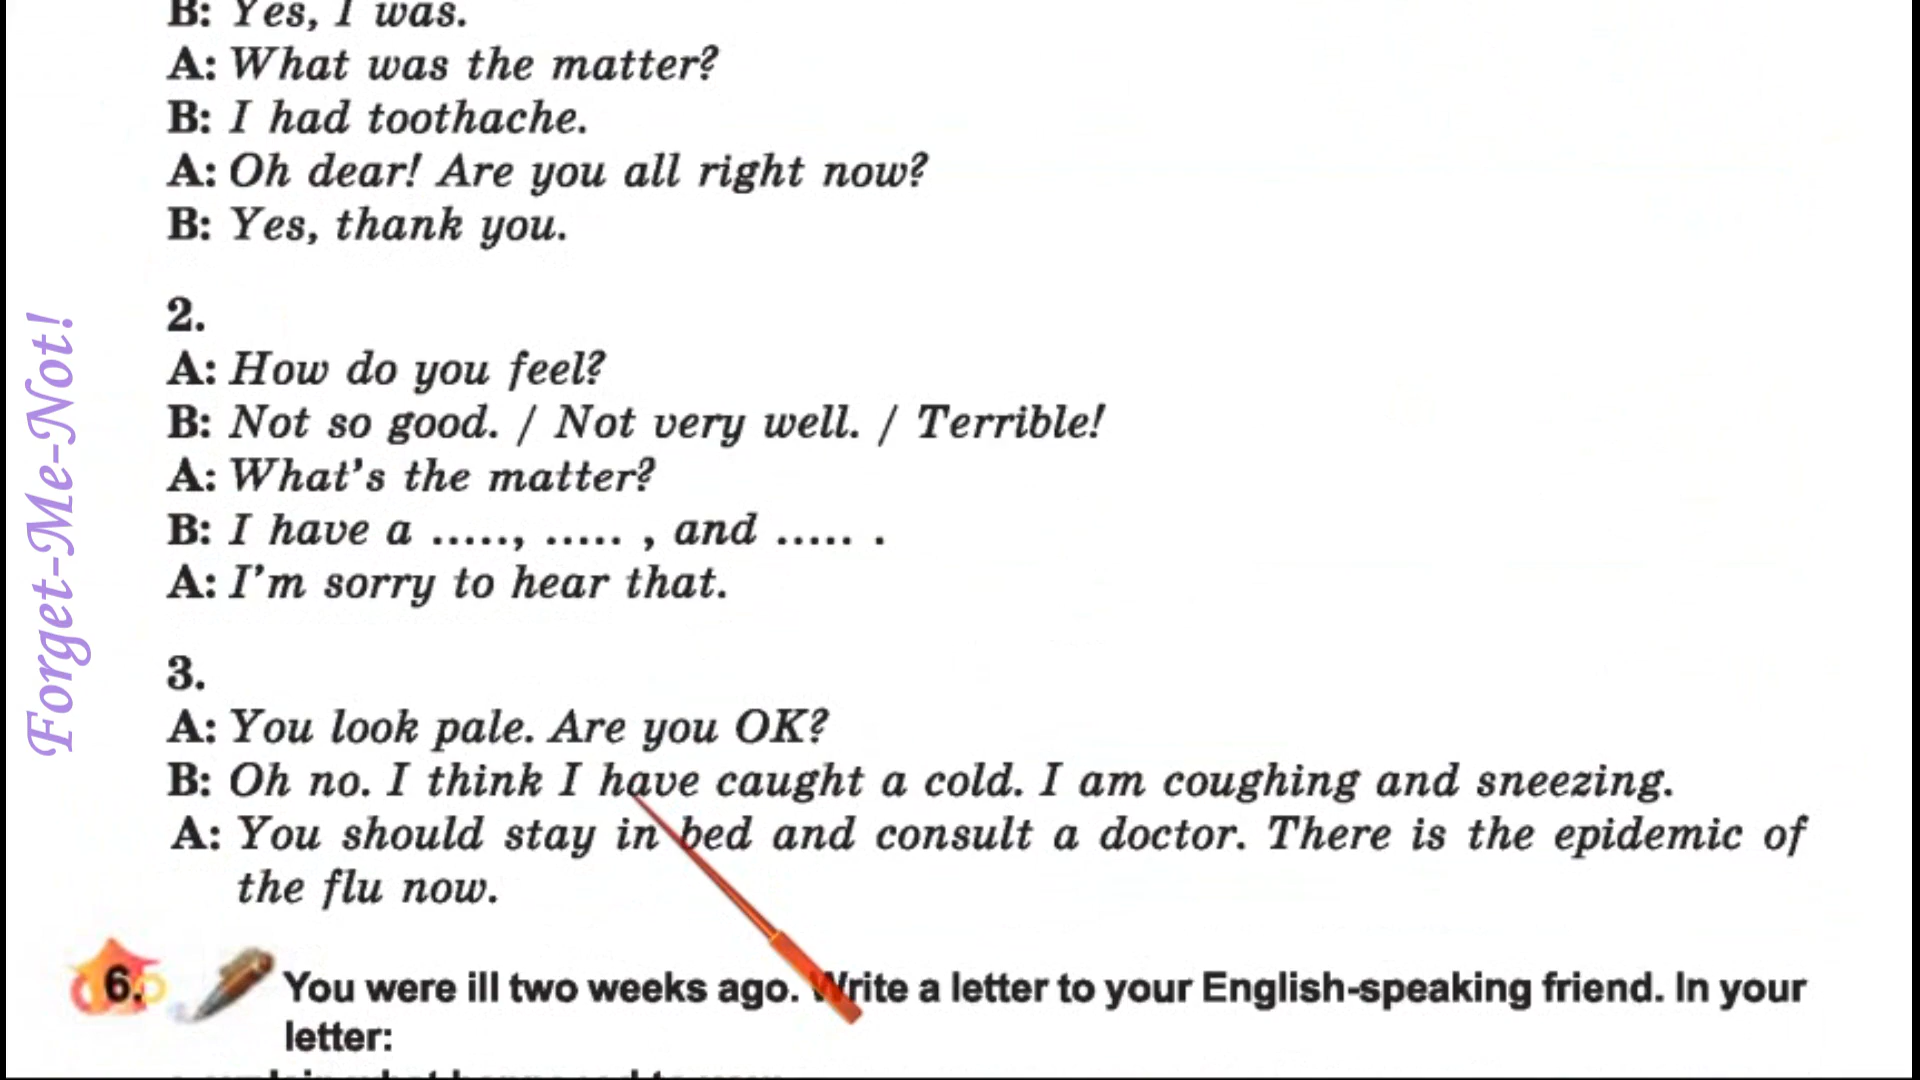 B: Yes, I was.
A: What was the matter?
B: I had toothache.
A: Oh dear! Are you all right now?
B: Yes, thank you.
2.
A: How do you feel?
B: Not so good. / Not very well. / Terrible!
A: What's the matter?
B: I have a ....., ..... , and ..... .
A: I'm sorry to hear that.
3.
A: You look pale. Are you OK?
B: Oh no. I think I have caught a cold. I am coughing and sneezing.
A: You should stay in bed and consult a doctor. There is the epidemic of
the flu now.
6. You were ill two weeks ago. Write a letter to your English-speaking friend. In your
letter:
Forget-Me-Not!